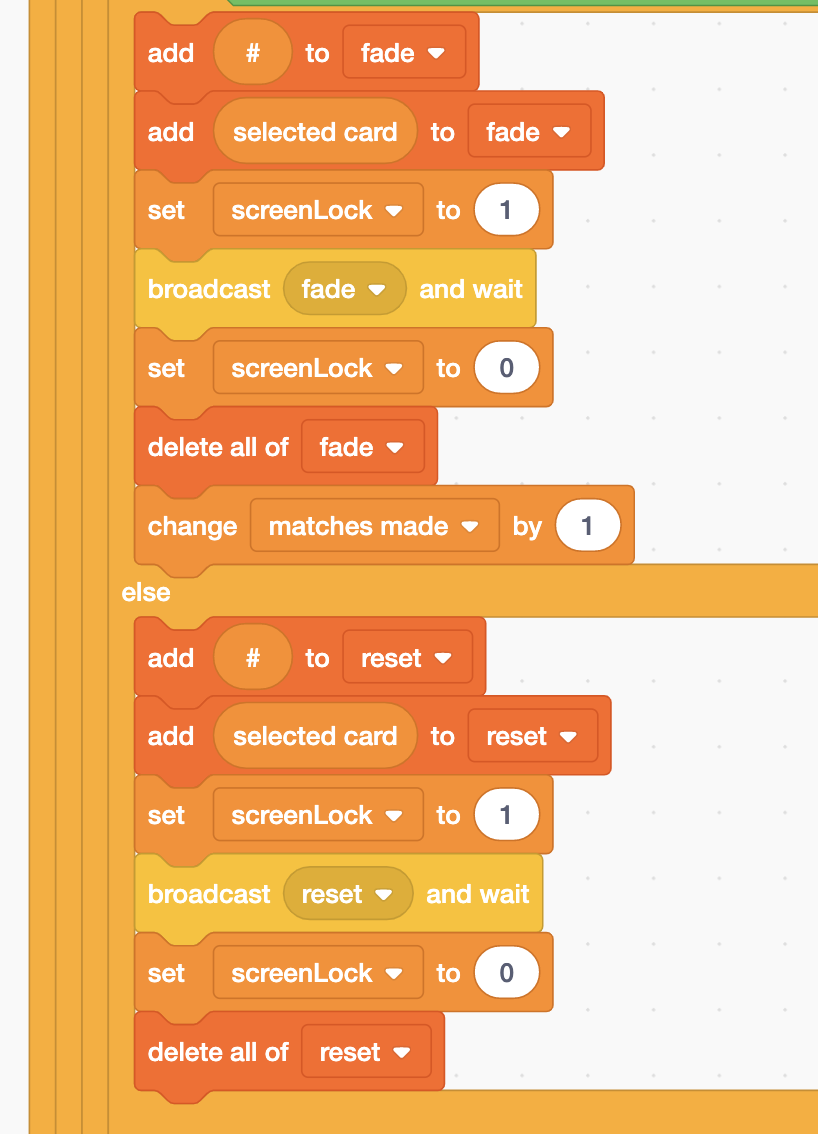 add # to fade
add selected card to fade
set screenLock to 1
broadcast fade and wait
set screenLock to 0
delete all of fade
change matches made by 1
else
add # to reset
add selected card to reset
set screenLock to 1
broadcast reset and wait
set screenLock to 0
delete all of reset